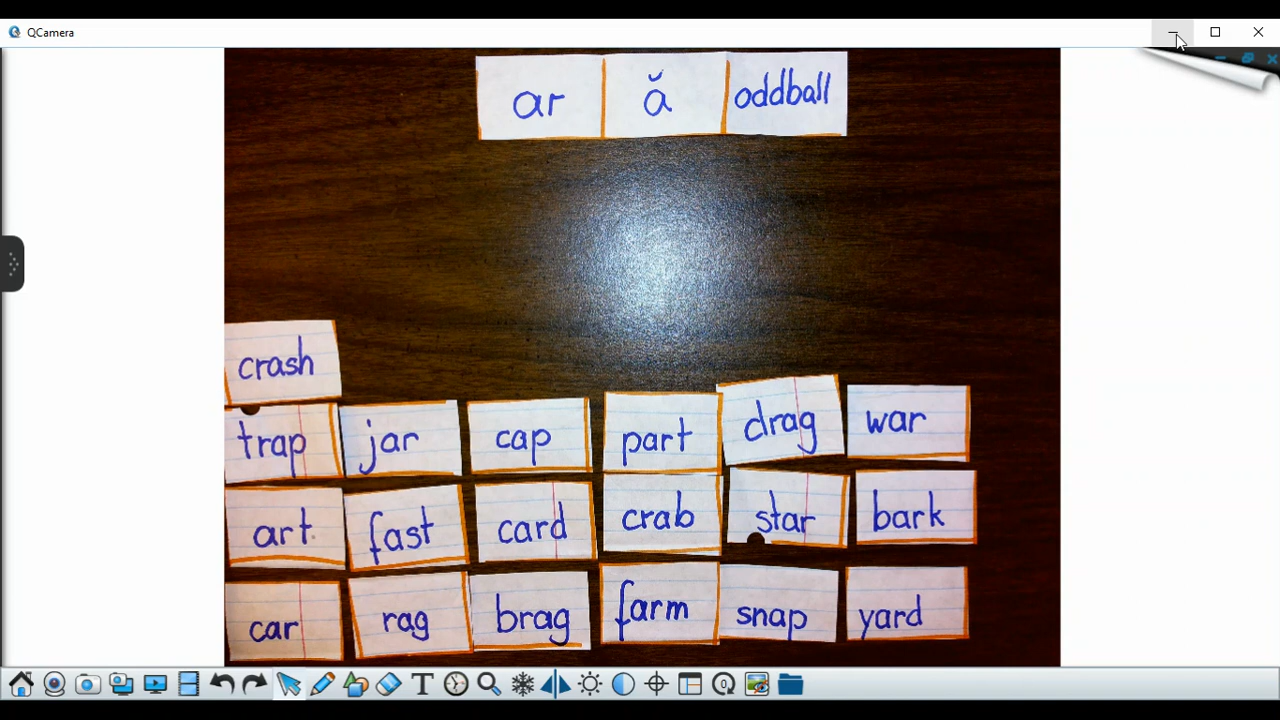 QCamera
ar ă oddball
crash
trap jar cap part drag war
art fast card crab star bark
car rag brag farm snap yard